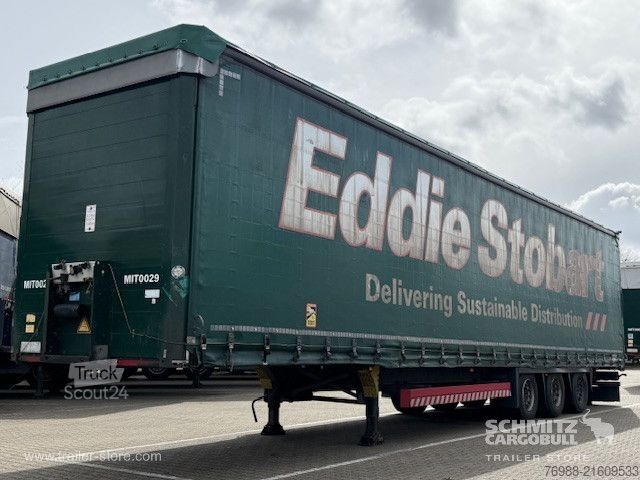 Eddie Stobart
Delivering Sustainable Distribution
MIT002
MIT0029
Truck
Scout24
www.trailer-store.com
SCHMITZ
CARGOBULL
TRAILER STORE
76988-21609533